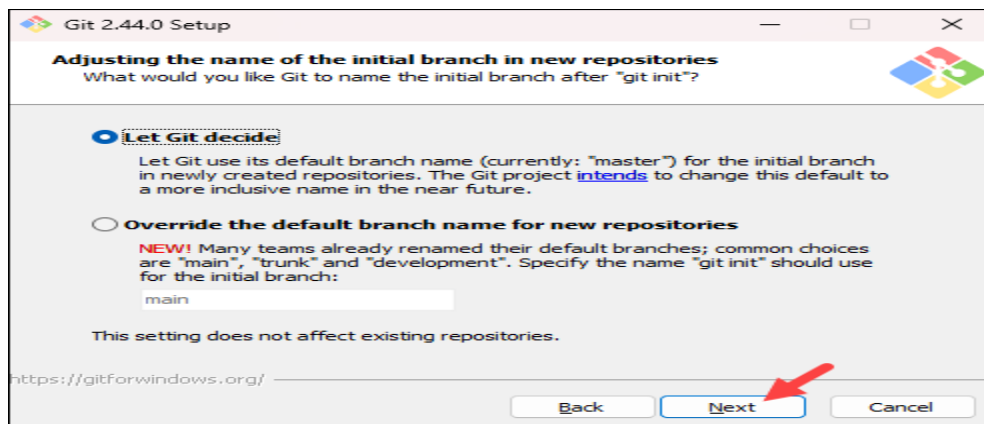 Git 2.44.0 Setup
Adjusting the name of the initial branch in new repositories
What would you like Git to name the initial branch after "git init"?
Let Git decide
Let Git use its default branch name (currently: "master") for the initial branch
in newly created repositories. The Git project intends to change this default to
a more inclusive name in the near future.
Override the default branch name for new repositories
NEW! Many teams already renamed their default branches; common choices
are "main", "trunk" and "development". Specify the name "git init" should use
for the initial branch:
main
This setting does not affect existing repositories.
https://gitforwindows.org/
Back Next Cancel